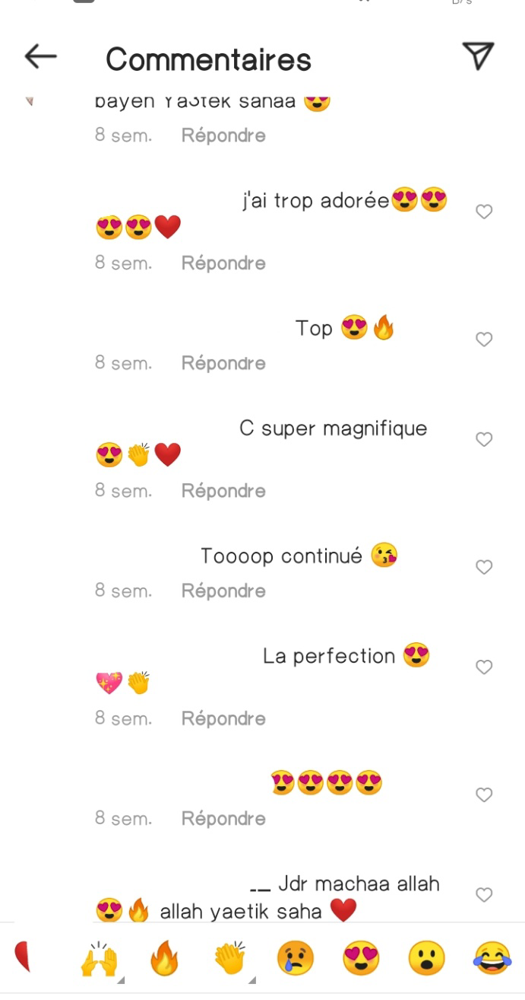 Commentaires
bayen Ya3tek sahaa 😍
8 sem. Répondre
j'ai trop adorée😍😍
😍😍❤️
8 sem. Répondre
Top 😍🔥
8 sem. Répondre
C super magnifique
😍👏❤️
8 sem. Répondre
Toooop continué 😘
8 sem. Répondre
La perfection 😍
💖👏
8 sem. Répondre
😍😍😍😍
8 sem. Répondre
__ Jdr machaa allah
😍🔥 allah yaetik saha ❤️
🙌🔥👏😢😍😮😂